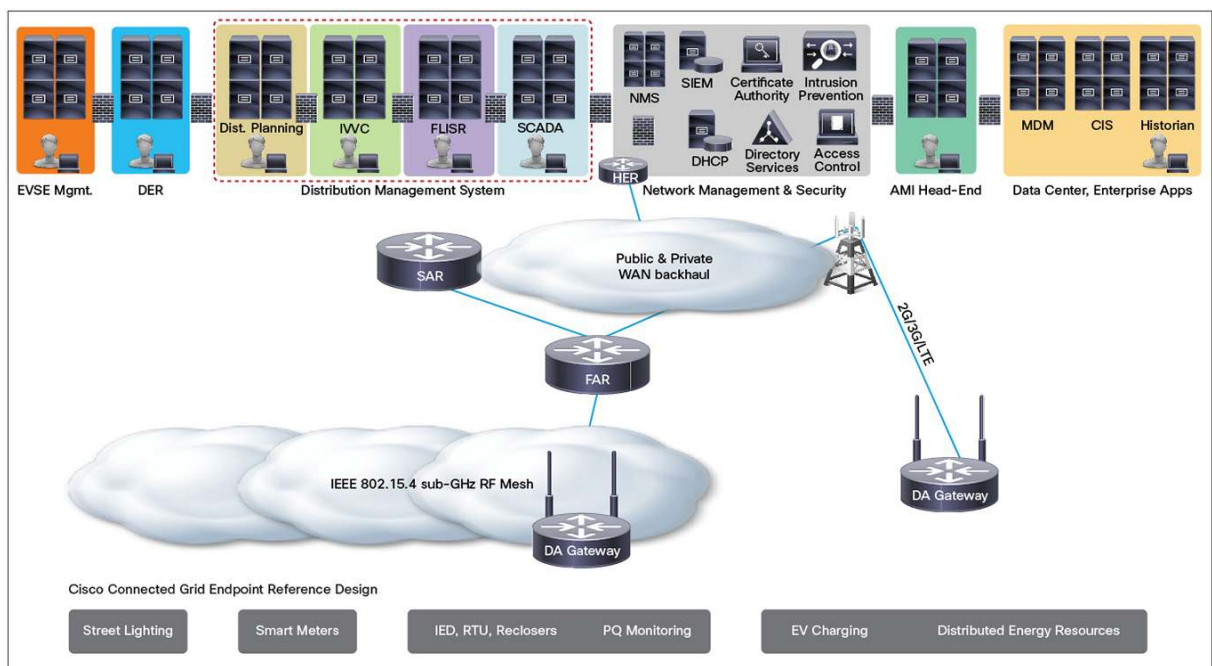 NMS
SIEM
Certificate
Authority
Intrusion
Prevention
Dist. Planning
IVVC
FLISR
SCADA
DHCP
Directory
Services
Access
Control
MDM
CIS
Historian
EVSE Mgmt.
DER
Distribution Management System
HER
Network Management & Security
AMI Head-End
Data Center, Enterprise Apps
SAR
Public & Private
WAN backhaul
2G/3G/LTE
FAR
IEEE 802.15.4 sub-GHz RF Mesh
DA Gateway
DA Gateway
Cisco Connected Grid Endpoint Reference Design
Street Lighting
Smart Meters
IED, RTU, Reclosers
PQ Monitoring
EV Charging
Distributed Energy Resources